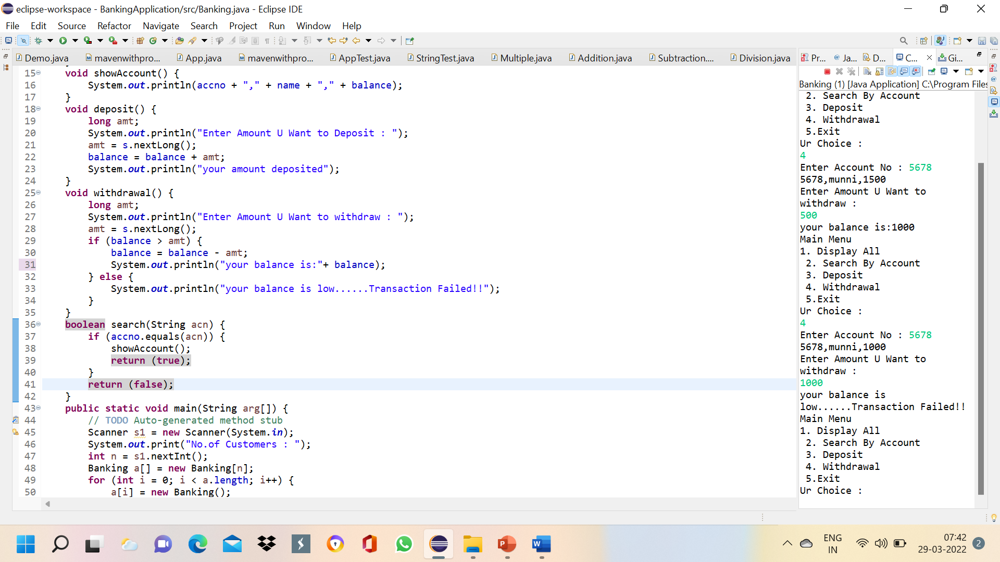 eclipse-workspace - BankingApplication/src/Banking.java - Eclipse IDE
File Edit Source Refactor Navigate Search Project Run Window Help
Demo.java mavenwithpro... App.java mavenwithpro... AppTest.java StringTest.java Multiple.java Addition.java Subtraction.... Division.java
15 void showAccount() {
16 System.out.println(accno + "," + name + "," + balance);
17 }
18 void deposit() {
19 long amt;
20 System.out.println("Enter Amount U Want to Deposit : ");
21 amt = s.nextLong();
22 balance = balance + amt;
23 System.out.println("your amount deposited");
24 }
25 void withdrawal() {
26 long amt;
27 System.out.println("Enter Amount U Want to withdraw : ");
28 amt = s.nextLong();
29 if (balance > amt) {
30 balance = balance - amt;
31 System.out.println("your balance is:"+ balance);
32 } else {
33 System.out.println("your balance is low......Transaction Failed!!");
34 }
35 }
36 boolean search(String acn) {
37 if (accno.equals(acn)) {
38 showAccount();
39 return (true);
40 }
41 return (false);
42 }
43 public static void main(String arg[]) {
44 // TODO Auto-generated method stub
45 Scanner s1 = new Scanner(System.in);
46 System.out.print("No.of Customers : ");
47 int n = s1.nextInt();
48 Banking a[] = new Banking[n];
49 for (int i = 0; i < a.length; i++) {
50 a[i] = new Banking();
Pr... Ja... D... C... Gi...
Banking (1) [Java Application] C:\Program Files
2. Search By Account
3. Deposit
4. Withdrawal
5.Exit
Ur Choice :
4
Enter Account No : 5678
5678,munni,1500
Enter Amount U Want to
withdraw :
500
your balance is:1000
Main Menu
1. Display All
2. Search By Account
3. Deposit
4. Withdrawal
5.Exit
Ur Choice :
4
Enter Account No : 5678
5678,munni,1000
Enter Amount U Want to
withdraw :
1000
your balance is
low......Transaction Failed!!
Main Menu
1. Display All
2. Search By Account
3. Deposit
4. Withdrawal
5.Exit
Ur Choice :
ENG
IN
07:42
29-03-2022
2